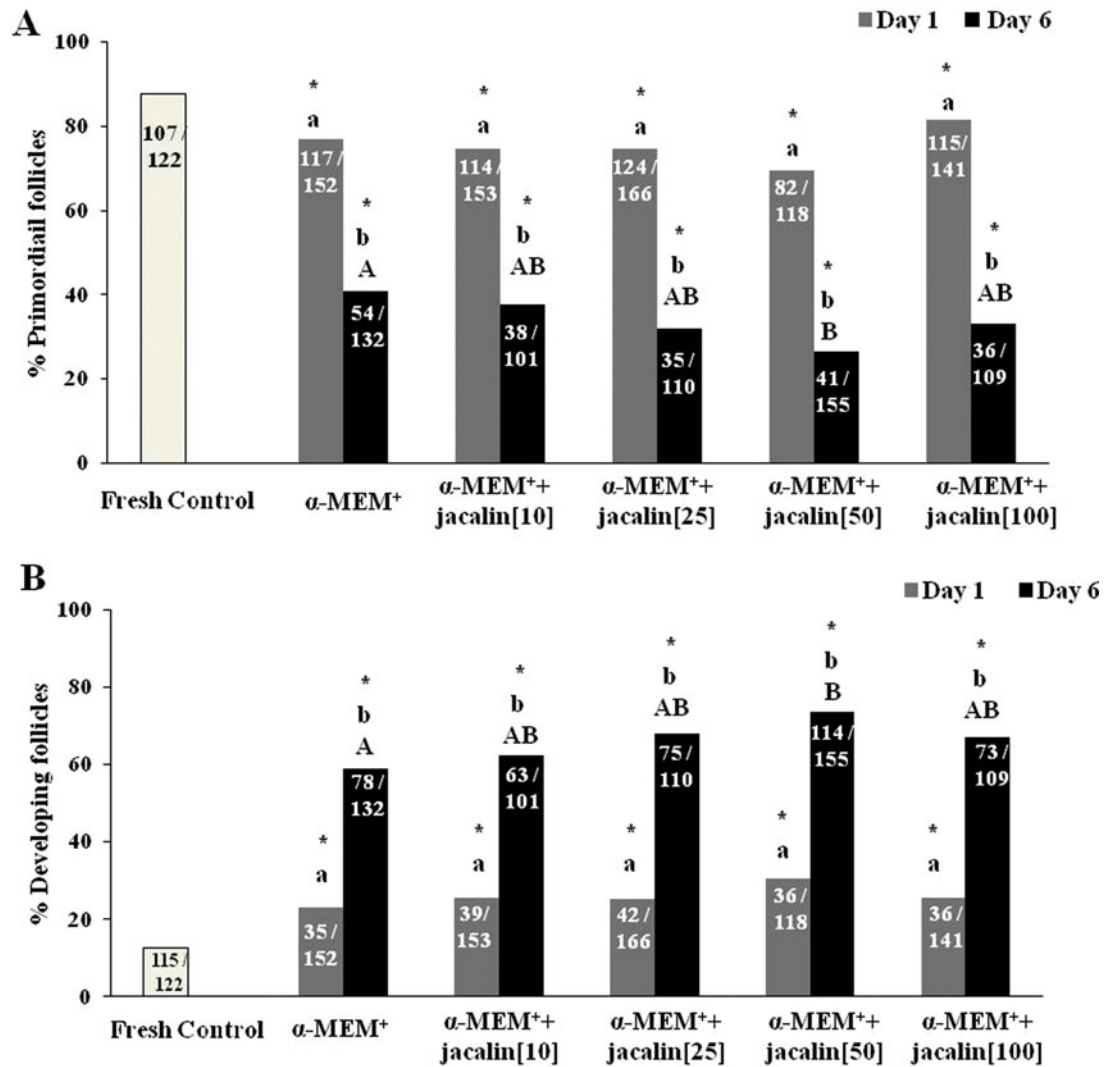 A
Day 1 Day 6
% Primordiail follicles
100
80
60
40
20
0
107 /
122
*
a
117 /
152
*
b
A
54 /
132
*
a
114 /
153
*
b
AB
38 /
101
*
a
124 /
166
*
b
AB
35 /
110
*
a
82 /
118
*
b
B
41 /
155
*
a
115 /
141
*
b
AB
36 /
109
Fresh Control
α-MEM⁺
α-MEM⁺+
jacalin[10]
α-MEM⁺+
jacalin[25]
α-MEM⁺+
jacalin[50]
α-MEM⁺+
jacalin[100]
B
Day 1 Day 6
% Developing follicles
100
80
60
40
20
0
115 /
122
*
a
35 /
152
*
b
A
78 /
132
*
a
39 /
153
*
b
AB
63 /
101
*
a
42 /
166
*
b
AB
75 /
110
*
a
36 /
118
*
b
B
114 /
155
*
a
36 /
141
*
b
AB
73 /
109
Fresh Control
α-MEM⁺
α-MEM⁺+
jacalin[10]
α-MEM⁺+
jacalin[25]
α-MEM⁺+
jacalin[50]
α-MEM⁺+
jacalin[100]